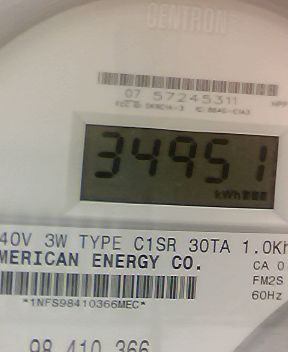 CENTRON
07 57245311
34951
kWh
40V 3W TYPE C1SR 30TA 1.0Kh
MERICAN ENERGY CO.
CA 0
FM2S
60Hz
*1NFS98410366MEC*
98 410 366